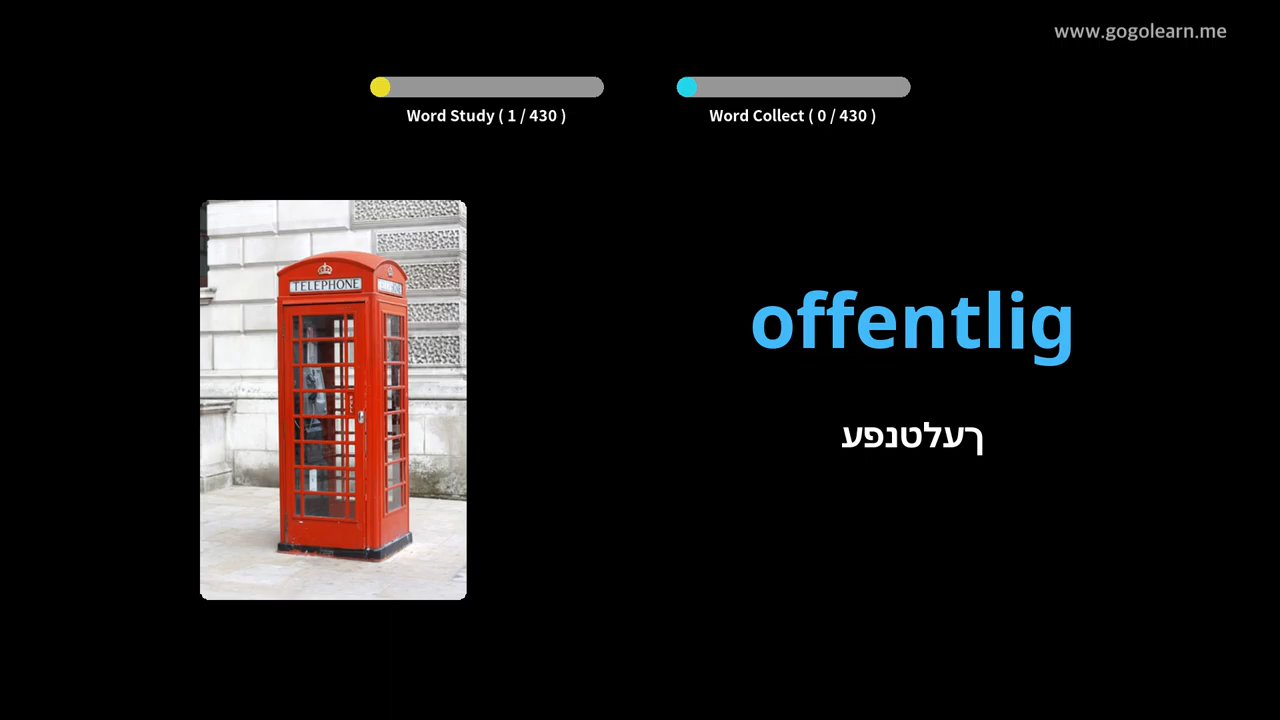 www.gogolearn.me
Word Study ( 1 / 430 )
Word Collect ( 0 / 430 )
TELEPHONE
offentlig
ךעלטנפע